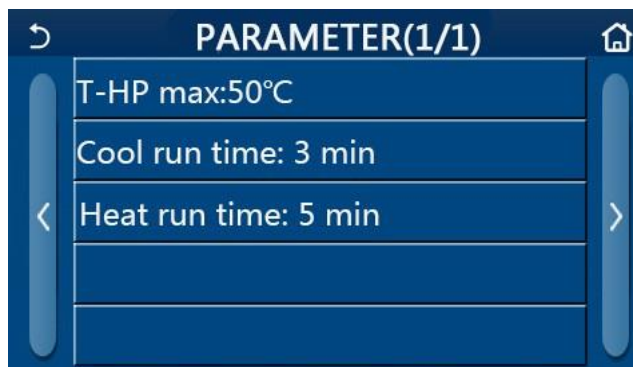 PARAMETER(1/1)
T-HP max:50℃
Cool run time: 3 min
Heat run time: 5 min